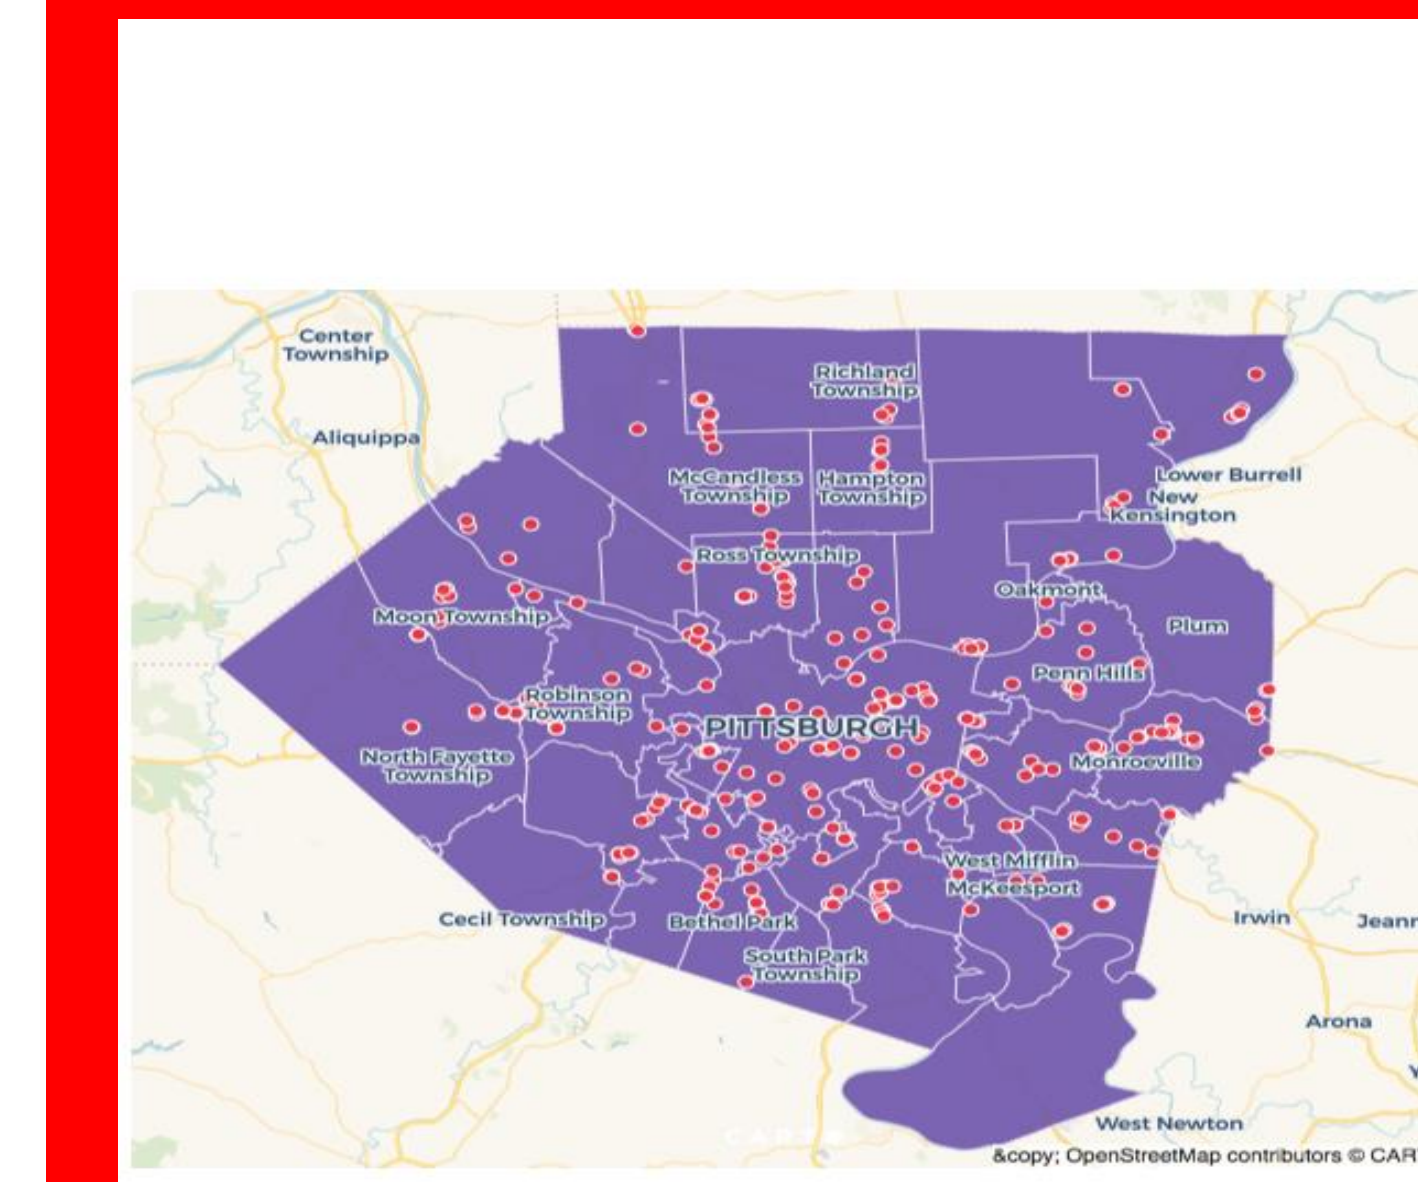 Center
Township
Richland
Township
Aliquippa
McCandless
Township
Hampton
Township
Lower Burrell
New
Kensington
Ross Township
Oakmont
Moon Township
Plum
Penn Hills
Robinson
Township
PITTSBURGH
North Fayette
Township
Monroeville
West Mifflin
McKeesport
Cecil Township
Bethel Park
Irwin
Jeann
South Park
Township
Arona
Y
West Newton
CARTO
&copy; OpenStreetMap contributors © CAR